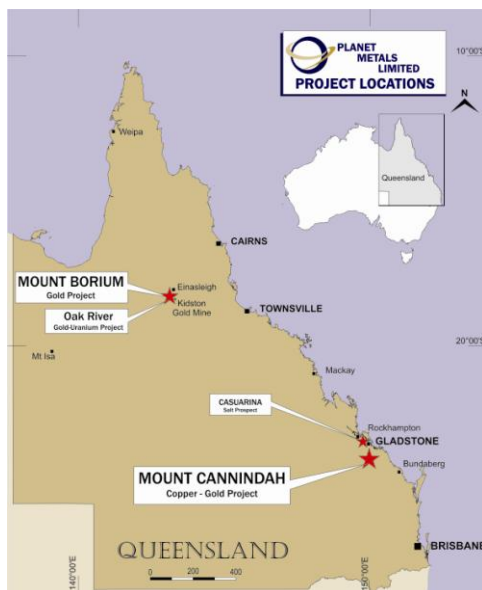 PLANET
METALS
LIMITED
PROJECT LOCATIONS
10°00'S
N
Weipa
Queensland
CAIRNS
MOUNT BORIUM
Gold Project
Einasleigh
Oak River
Gold-Uranium Project
Kidston
Gold Mine
TOWNSVILLE
20°00'S
Mt Isa
Mackay
CASUARINA
Salt Prospect
Rockhampton
GLADSTONE
MOUNT CANNINDAH
Copper - Gold Project
Bundaberg
QUEENSLAND
BRISBANE
0 200 400
140°00'E
150°00'E